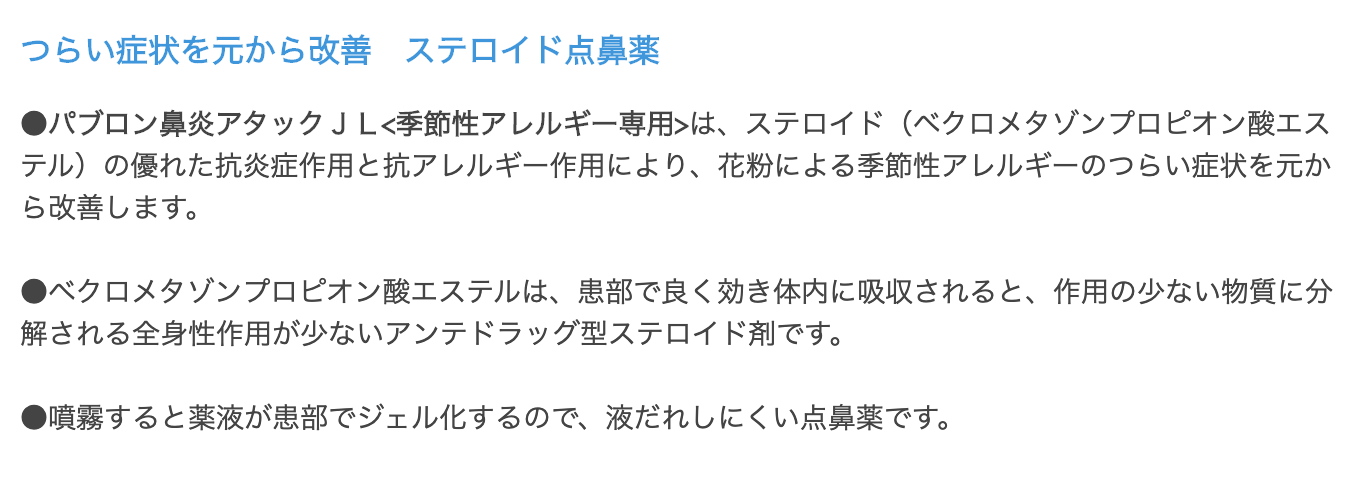 つらい症状を元から改善　ステロイド点鼻薬
●パブロン鼻炎アタックＪＬ<季節性アレルギー専用>は、ステロイド（ベクロメタゾンプロピオン酸エス
テル）の優れた抗炎症作用と抗アレルギー作用により、花粉による季節性アレルギーのつらい症状を元か
ら改善します。
●ベクロメタゾンプロピオン酸エステルは、患部で良く効き体内に吸収されると、作用の少ない物質に分
解される全身性作用が少ないアンテドラッグ型ステロイド剤です。
●噴霧すると薬液が患部でジェル化するので、液だれしにくい点鼻薬です。